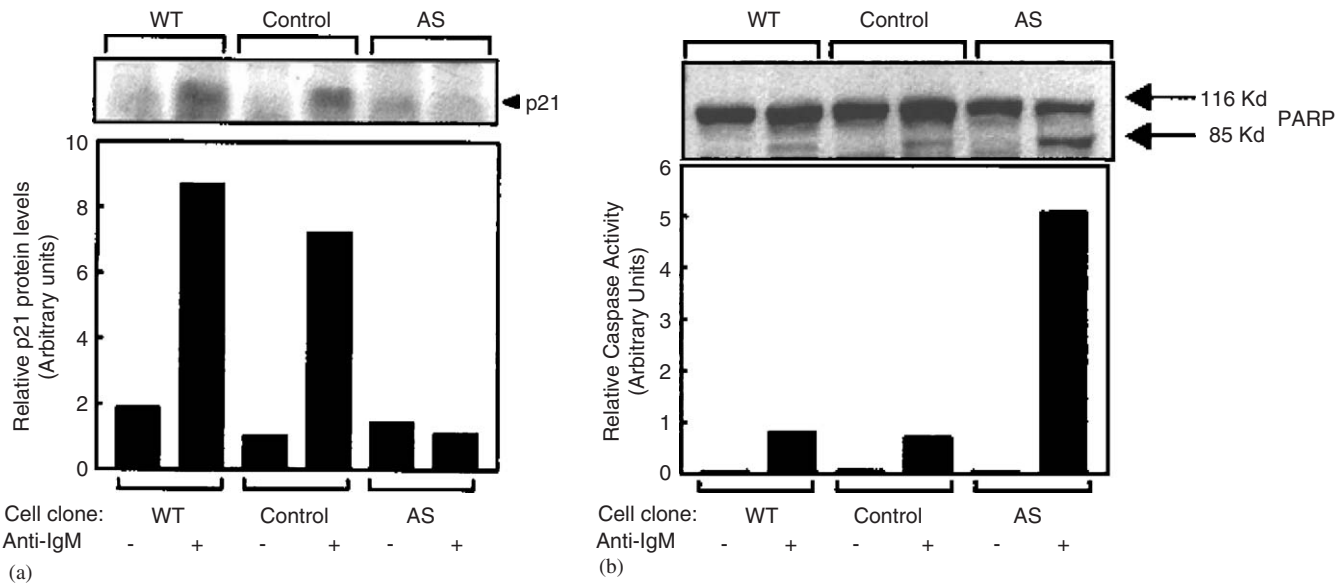 WT Control AS
p21
10
8
6
4
2
0
Relative p21 protein levels
(Arbitrary units)
Cell clone: WT Control AS
Anti-IgM - + - + - +
(a)
WT Control AS
116 Kd
PARP
85 Kd
6
5
4
3
2
1
0
Relative Caspase Activity
(Arbitrary Units)
Cell clone: WT Control AS
Anti-IgM - + - + - +
(b)